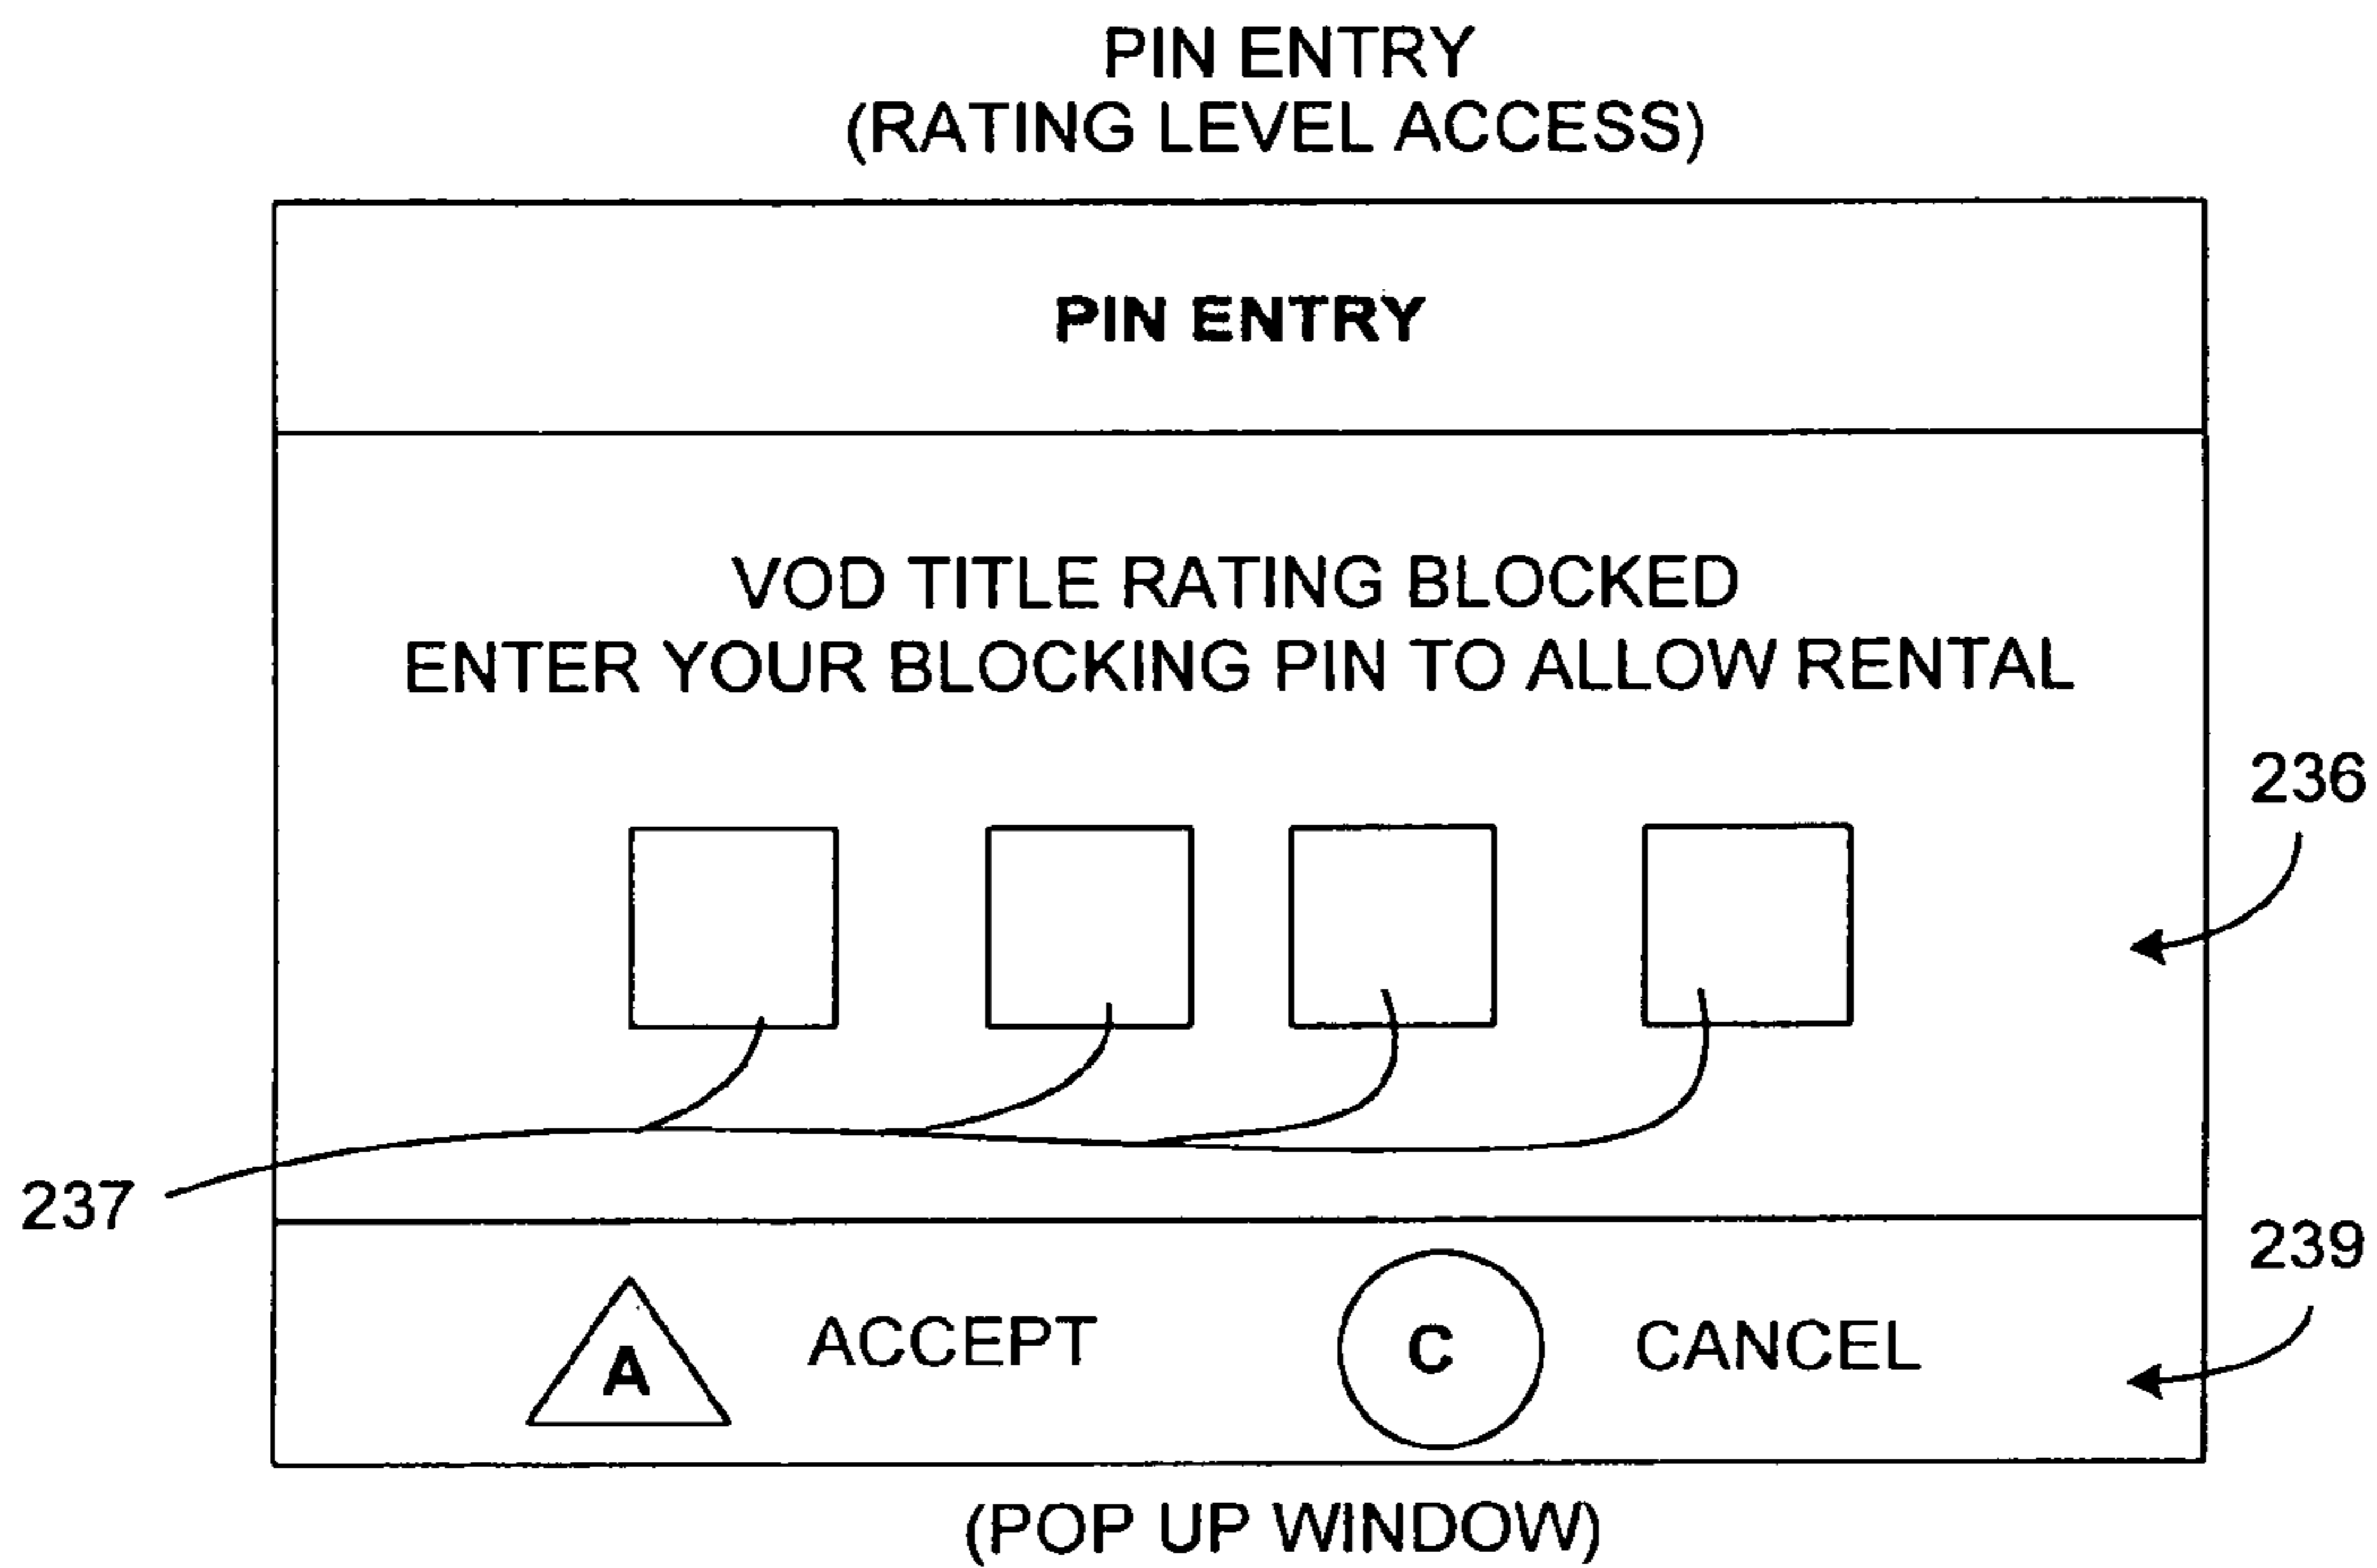 PIN ENTRY
(RATING LEVEL ACCESS)
PIN ENTRY
VOD TITLE RATING BLOCKED
ENTER YOUR BLOCKING PIN TO ALLOW RENTAL
236
237
239
A ACCEPT C CANCEL
(POP UP WINDOW)